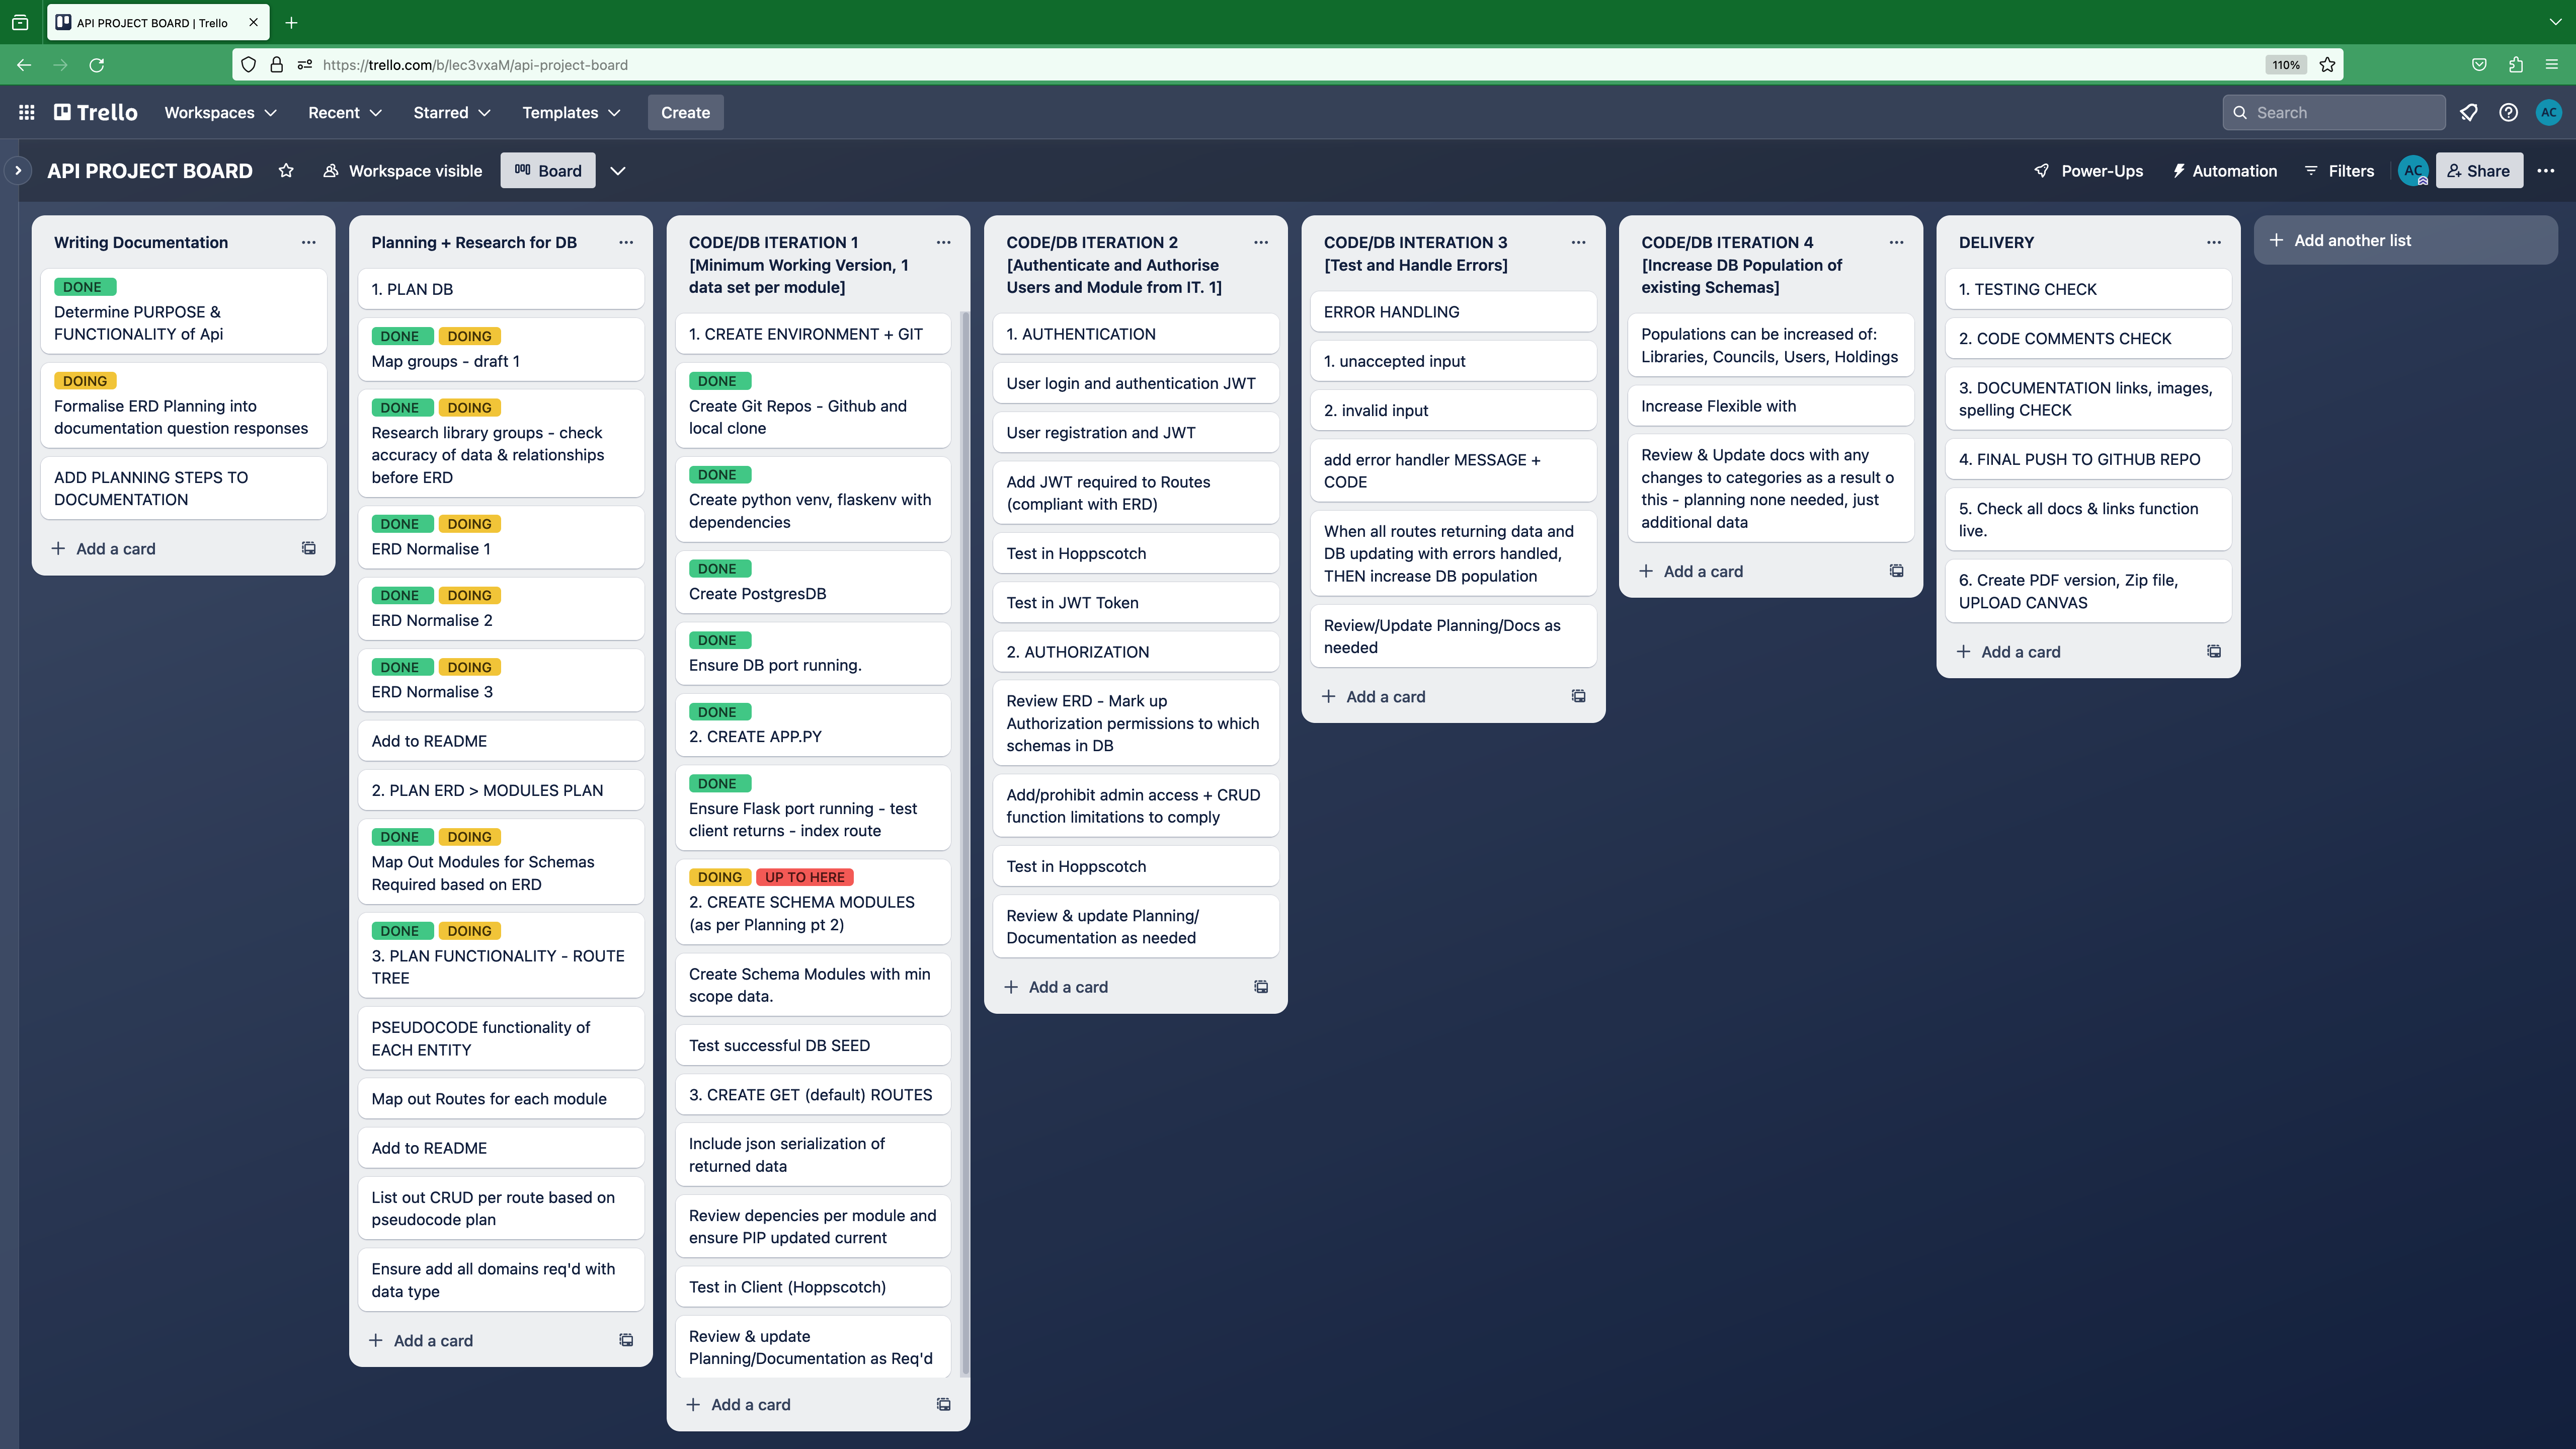 API PROJECT BOARD | Trello
https://trello.com/b/lec3vxaM/api-project-board
110%
Trello
Workspaces
Recent
Starred
Templates
Create
Search
AC
API PROJECT BOARD
Workspace visible
Board
Power-Ups
Automation
Filters
AC
Share
Writing Documentation
DONE
Determine PURPOSE &
FUNCTIONALITY of Api
DOING
Formalise ERD Planning into
documentation question responses
ADD PLANNING STEPS TO
DOCUMENTATION
Add a card
Planning + Research for DB
1. PLAN DB
DONE DOING
Map groups - draft 1
DONE DOING
Research library groups - check
accuracy of data & relationships
before ERD
DONE DOING
ERD Normalise 1
DONE DOING
ERD Normalise 2
DONE DOING
ERD Normalise 3
Add to README
2. PLAN ERD > MODULES PLAN
DONE DOING
Map Out Modules for Schemas
Required based on ERD
DONE DOING
3. PLAN FUNCTIONALITY - ROUTE
TREE
PSEUDOCODE functionality of
EACH ENTITY
Map out Routes for each module
Add to README
List out CRUD per route based on
pseudocode plan
Ensure add all domains req'd with
data type
Add a card
CODE/DB ITERATION 1
[Minimum Working Version, 1
data set per module]
1. CREATE ENVIRONMENT + GIT
DONE
Create Git Repos - Github and
local clone
DONE
Create python venv, flaskenv with
dependencies
DONE
Create PostgresDB
DONE
Ensure DB port running.
DONE
2. CREATE APP.PY
DONE
Ensure Flask port running - test
client returns - index route
DOING UP TO HERE
2. CREATE SCHEMA MODULES
(as per Planning pt 2)
Create Schema Modules with min
scope data.
Test successful DB SEED
3. CREATE GET (default) ROUTES
Include json serialization of
returned data
Review depencies per module and
ensure PIP updated current
Test in Client (Hoppscotch)
Review & update
Planning/Documentation as Req'd
Add a card
CODE/DB ITERATION 2
[Authenticate and Authorise
Users and Module from IT. 1]
1. AUTHENTICATION
User login and authentication JWT
User registration and JWT
Add JWT required to Routes
(compliant with ERD)
Test in Hoppscotch
Test in JWT Token
2. AUTHORIZATION
Review ERD - Mark up
Authorization permissions to which
schemas in DB
Add/prohibit admin access + CRUD
function limitations to comply
Test in Hoppscotch
Review & update Planning/
Documentation as needed
Add a card
CODE/DB INTERATION 3
[Test and Handle Errors]
ERROR HANDLING
1. unaccepted input
2. invalid input
add error handler MESSAGE +
CODE
When all routes returning data and
DB updating with errors handled,
THEN increase DB population
Review/Update Planning/Docs as
needed
Add a card
CODE/DB ITERATION 4
[Increase DB Population of
existing Schemas]
Populations can be increased of:
Libraries, Councils, Users, Holdings
Increase Flexible with
Review & Update docs with any
changes to categories as a result o
this - planning none needed, just
additional data
Add a card
DELIVERY
1. TESTING CHECK
2. CODE COMMENTS CHECK
3. DOCUMENTATION links, images,
spelling CHECK
4. FINAL PUSH TO GITHUB REPO
5. Check all docs & links function
live.
6. Create PDF version, Zip file,
UPLOAD CANVAS
Add a card
Add another list